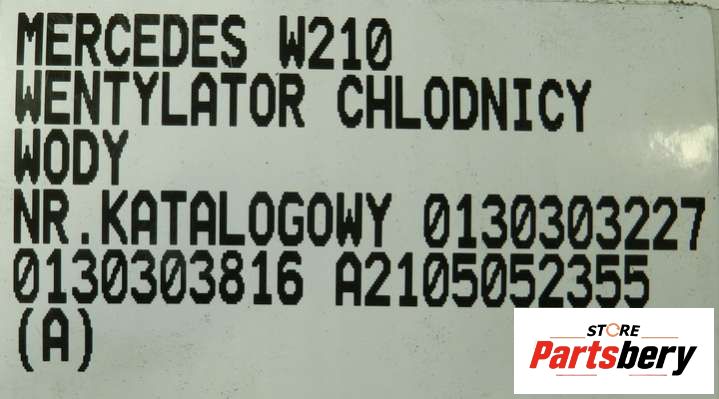 MERCEDES W210
WENTYLATOR CHLODNICY
WODY
NR.KATALOGOWY 0130303227
0130303816 A2105052355
(A)
STORE
Partsbery